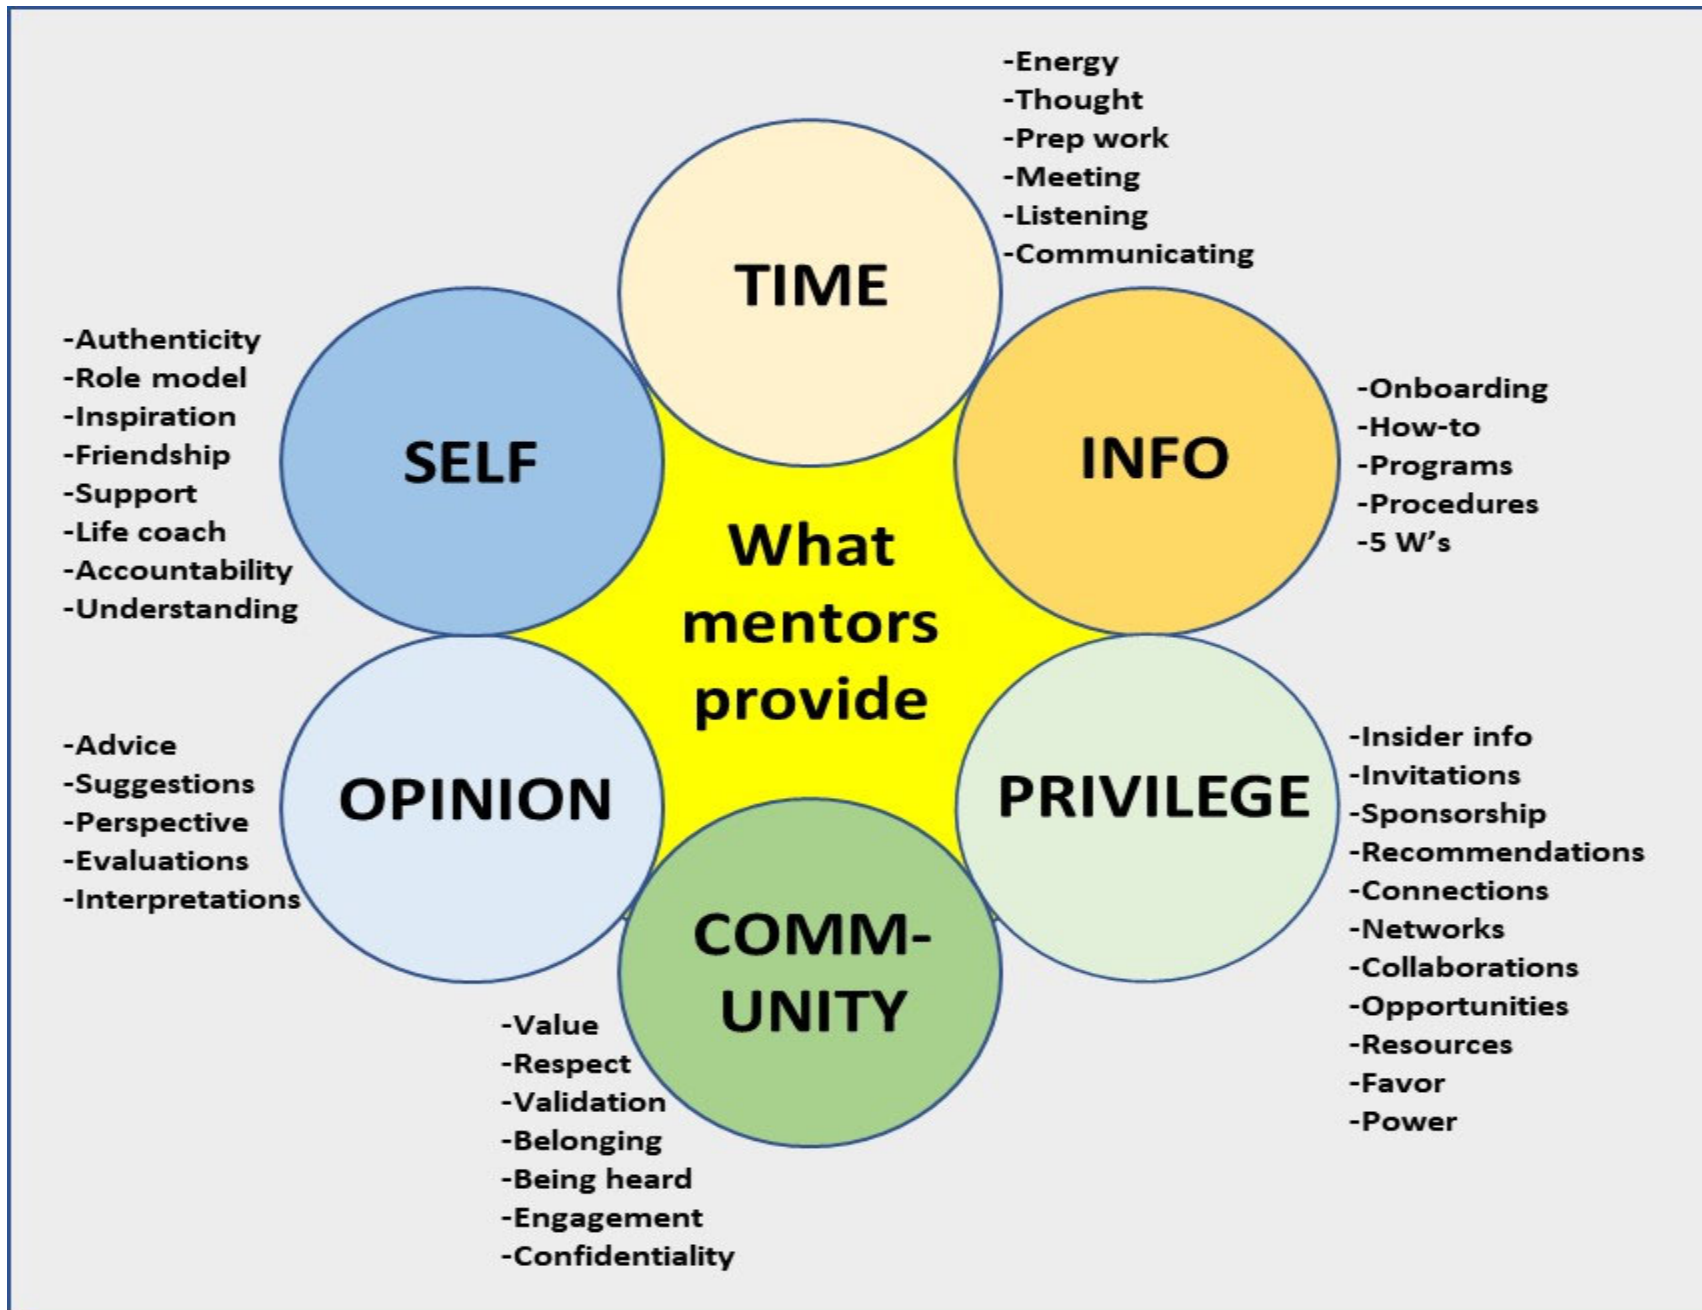 -Energy
-Thought
-Prep work
-Meeting
-Listening
-Communicating
TIME
-Authenticity
-Role model
-Inspiration
-Friendship
-Support
-Life coach
-Accountability
-Understanding
SELF
INFO
-Onboarding
-How-to
-Programs
-Procedures
-5 W’s
What
mentors
provide
-Advice
-Suggestions
-Perspective
-Evaluations
-Interpretations
OPINION
PRIVILEGE
-Insider info
-Invitations
-Sponsorship
-Recommendations
-Connections
-Networks
-Collaborations
-Opportunities
-Resources
-Favor
-Power
COMM-
UNITY
-Value
-Respect
-Validation
-Belonging
-Being heard
-Engagement
-Confidentiality